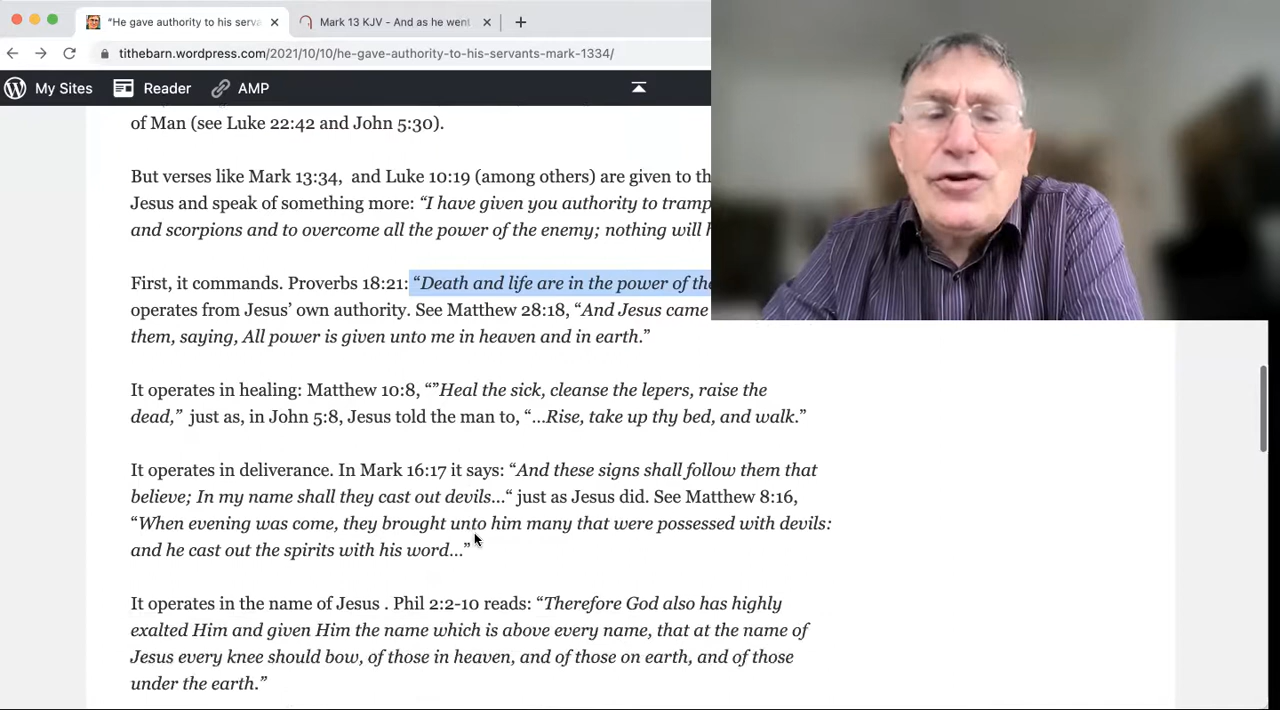 "He gave authority to his serva
Mark 13 KJV - And as he went
tithebarn.wordpress.com/2021/10/10/he-gave-authority-to-his-servants-mark-1334/
My Sites Reader AMP
of Man (see Luke 22:42 and John 5:30).
But verses like Mark 13:34, and Luke 10:19 (among others) are given to th
Jesus and speak of something more: “I have given you authority to tramp
and scorpions and to overcome all the power of the enemy; nothing will h
First, it commands. Proverbs 18:21: “Death and life are in the power of the
operates from Jesus’ own authority. See Matthew 28:18, “And Jesus came
them, saying, All power is given unto me in heaven and in earth.”
It operates in healing: Matthew 10:8, “”Heal the sick, cleanse the lepers, raise the
dead,” just as, in John 5:8, Jesus told the man to, “…Rise, take up thy bed, and walk.”
It operates in deliverance. In Mark 16:17 it says: “And these signs shall follow them that
believe; In my name shall they cast out devils…“ just as Jesus did. See Matthew 8:16,
“When evening was come, they brought unto him many that were possessed with devils:
and he cast out the spirits with his word…”
It operates in the name of Jesus . Phil 2:2-10 reads: “Therefore God also has highly
exalted Him and given Him the name which is above every name, that at the name of
Jesus every knee should bow, of those in heaven, and of those on earth, and of those
under the earth.”